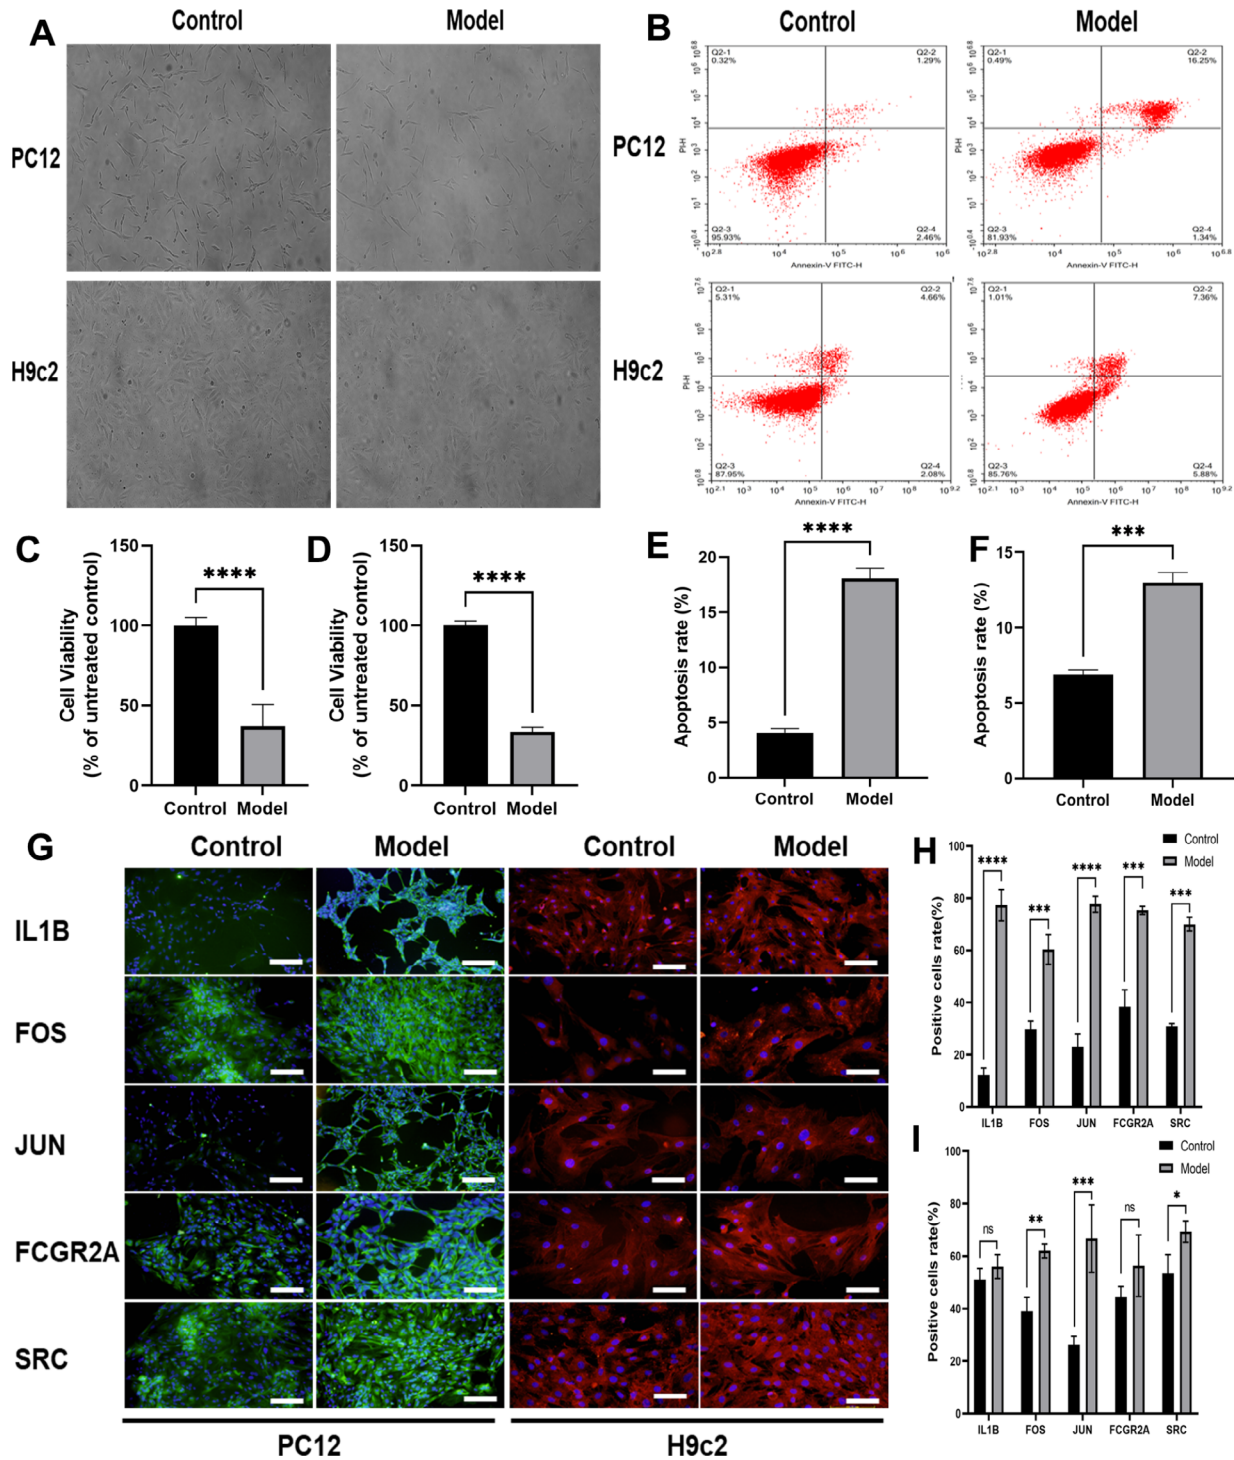 A
Control
Model
PC12
H9c2
B
Control
Model
PC12
Q2-1
0.32%
Q2-2
1.29%
Q2-3
95.93%
Q2-4
2.46%
PI-H
Annexin-V FITC-H
Q2-1
0.49%
Q2-2
16.25%
Q2-3
81.93%
Q2-4
1.34%
PI-H
Annexin-V FITC-H
H9c2
Q2-1
5.31%
Q2-2
4.66%
Q2-3
87.95%
Q2-4
2.08%
PI-H
Annexin-V FITC-H
Q2-1
1.01%
Q2-2
7.36%
Q2-3
85.76%
Q2-4
5.88%
PI-H
Annexin-V FITC-H
C
Cell Viability
(% of untreated control)
150
100
50
0
****
Control Model
D
Cell Viability
(% of untreated control)
150
100
50
0
****
Control Model
E
Apoptosis rate (%)
20
15
10
5
0
****
Control Model
F
Apoptosis rate (%)
15
10
5
0
***
Control Model
G
Control
Model
Control
Model
IL1B
FOS
JUN
FCGR2A
SRC
PC12
H9c2
H
Control
Model
Positive cells rate(%)
100
80
60
40
20
0
**** *** **** *** ***
IL1B FOS JUN FCGR2A SRC
I
Control
Model
Positive cells rate(%)
100
80
60
40
20
0
ns ** *** ns *
IL1B FOS JUN FCGR2A SRC